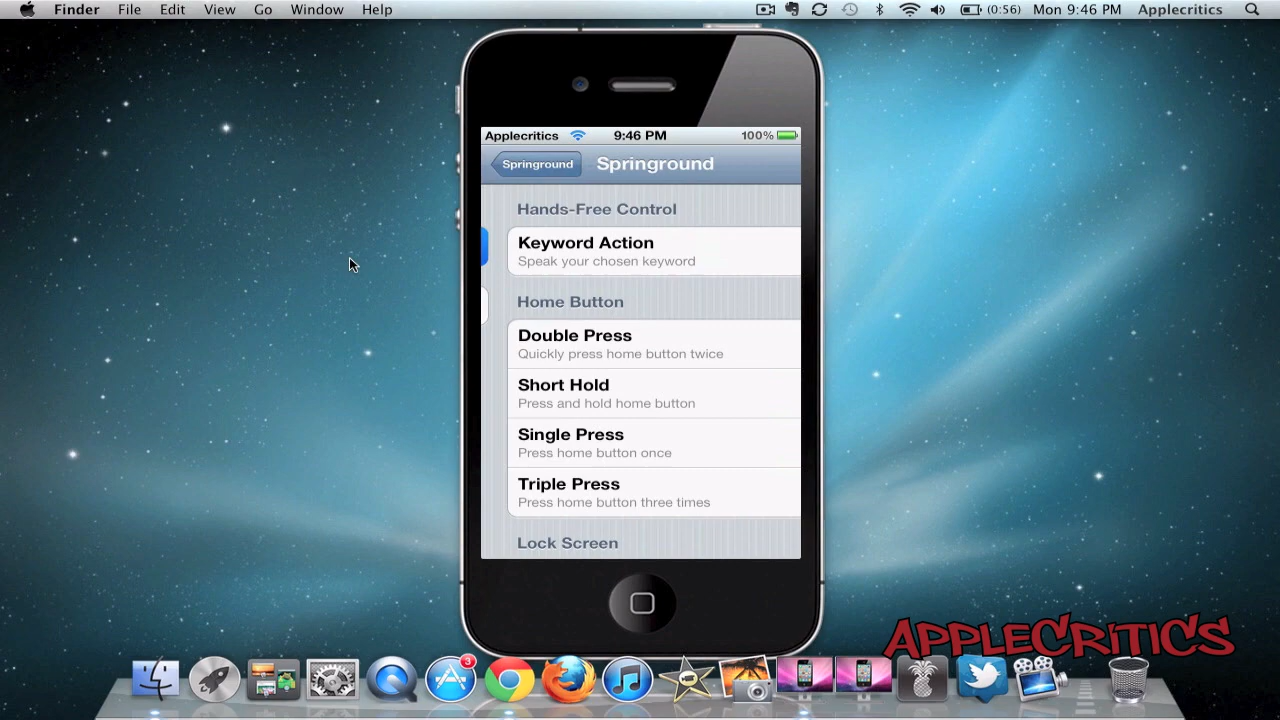 Finder File Edit View Go Window Help (0:56) Mon 9:46 PM Applecritics
Applecritics 9:46 PM 100%
Springround Springround
Hands-Free Control
Keyword Action
Speak your chosen keyword
Home Button
Double Press
Quickly press home button twice
Short Hold
Press and hold home button
Single Press
Press home button once
Triple Press
Press home button three times
Lock Screen
APPLECRITICS
3